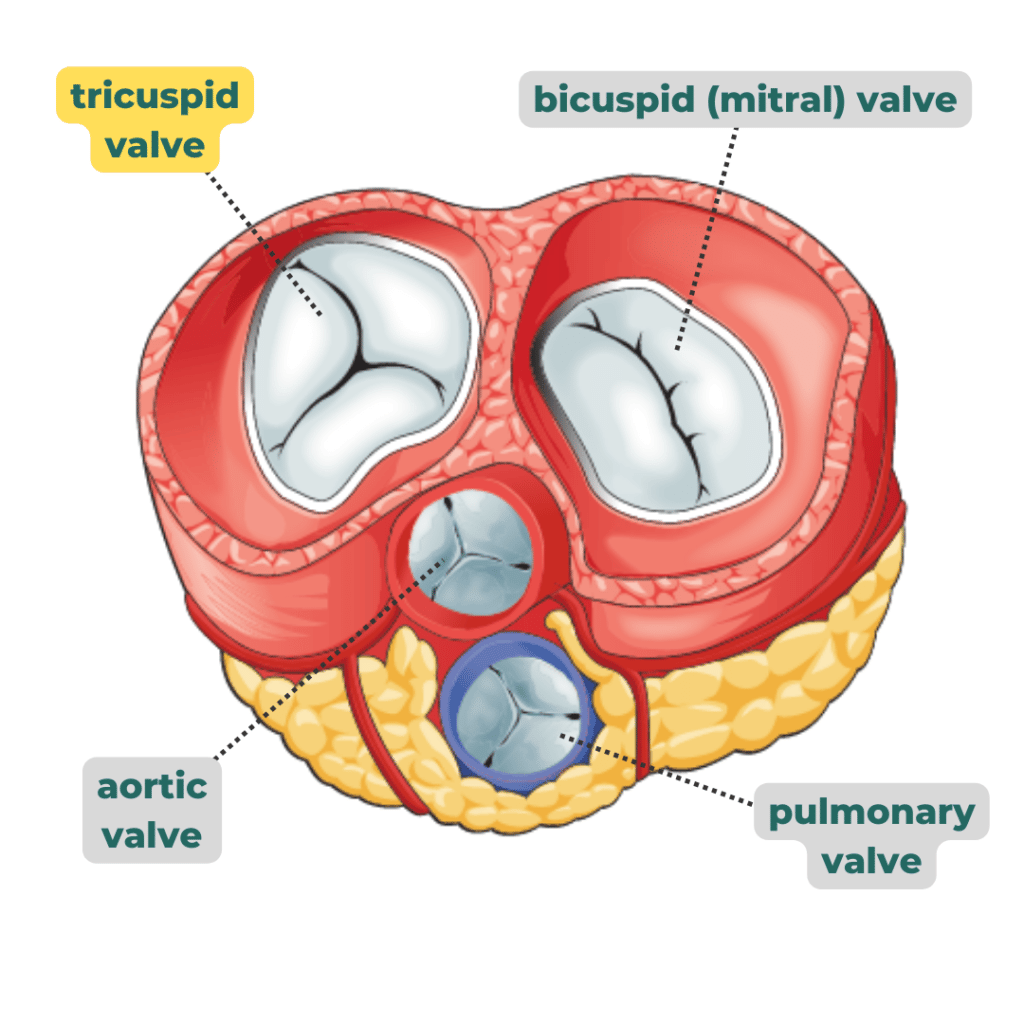 tricuspid
valve
bicuspid (mitral) valve
aortic
valve
pulmonary
valve